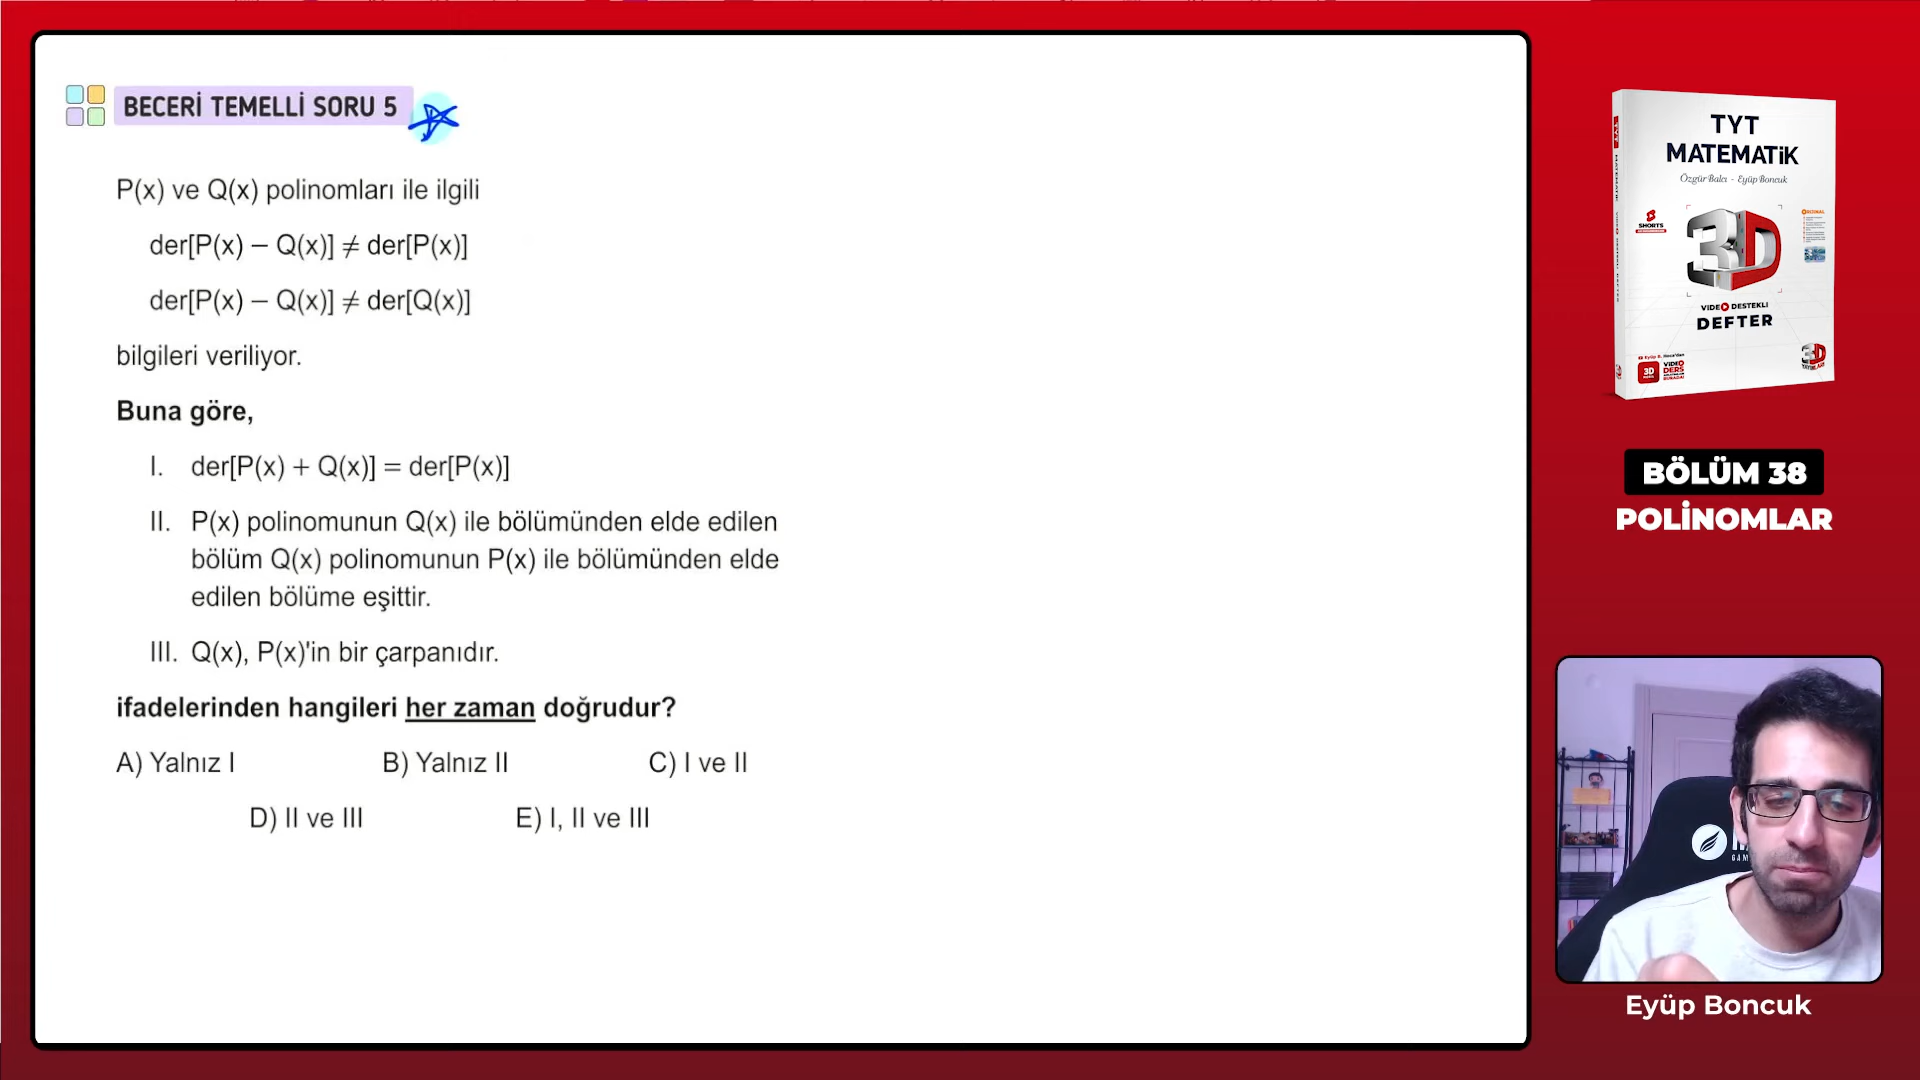 BECERİ TEMELLİ SORU 5
P(x) ve Q(x) polinomları ile ilgili
der[P(x) − Q(x)] ≠ der[P(x)]
der[P(x) − Q(x)] ≠ der[Q(x)]
bilgileri veriliyor.
Buna göre,
I. der[P(x) + Q(x)] = der[P(x)]
II. P(x) polinomunun Q(x) ile bölümünden elde edilen
bölüm Q(x) polinomunun P(x) ile bölümünden elde
edilen bölüme eşittir.
III. Q(x), P(x)'in bir çarpanıdır.
ifadelerinden hangileri her zaman doğrudur?
A) Yalnız I B) Yalnız II C) I ve II
D) II ve III E) I, II ve III
TYT
MATEMATİK
Özgür Balcı - Eyüp Boncuk
SHORTS
3D
VİDEO DESTEKLİ
DEFTER
BÖLÜM 38
POLİNOMLAR
Eyüp Boncuk